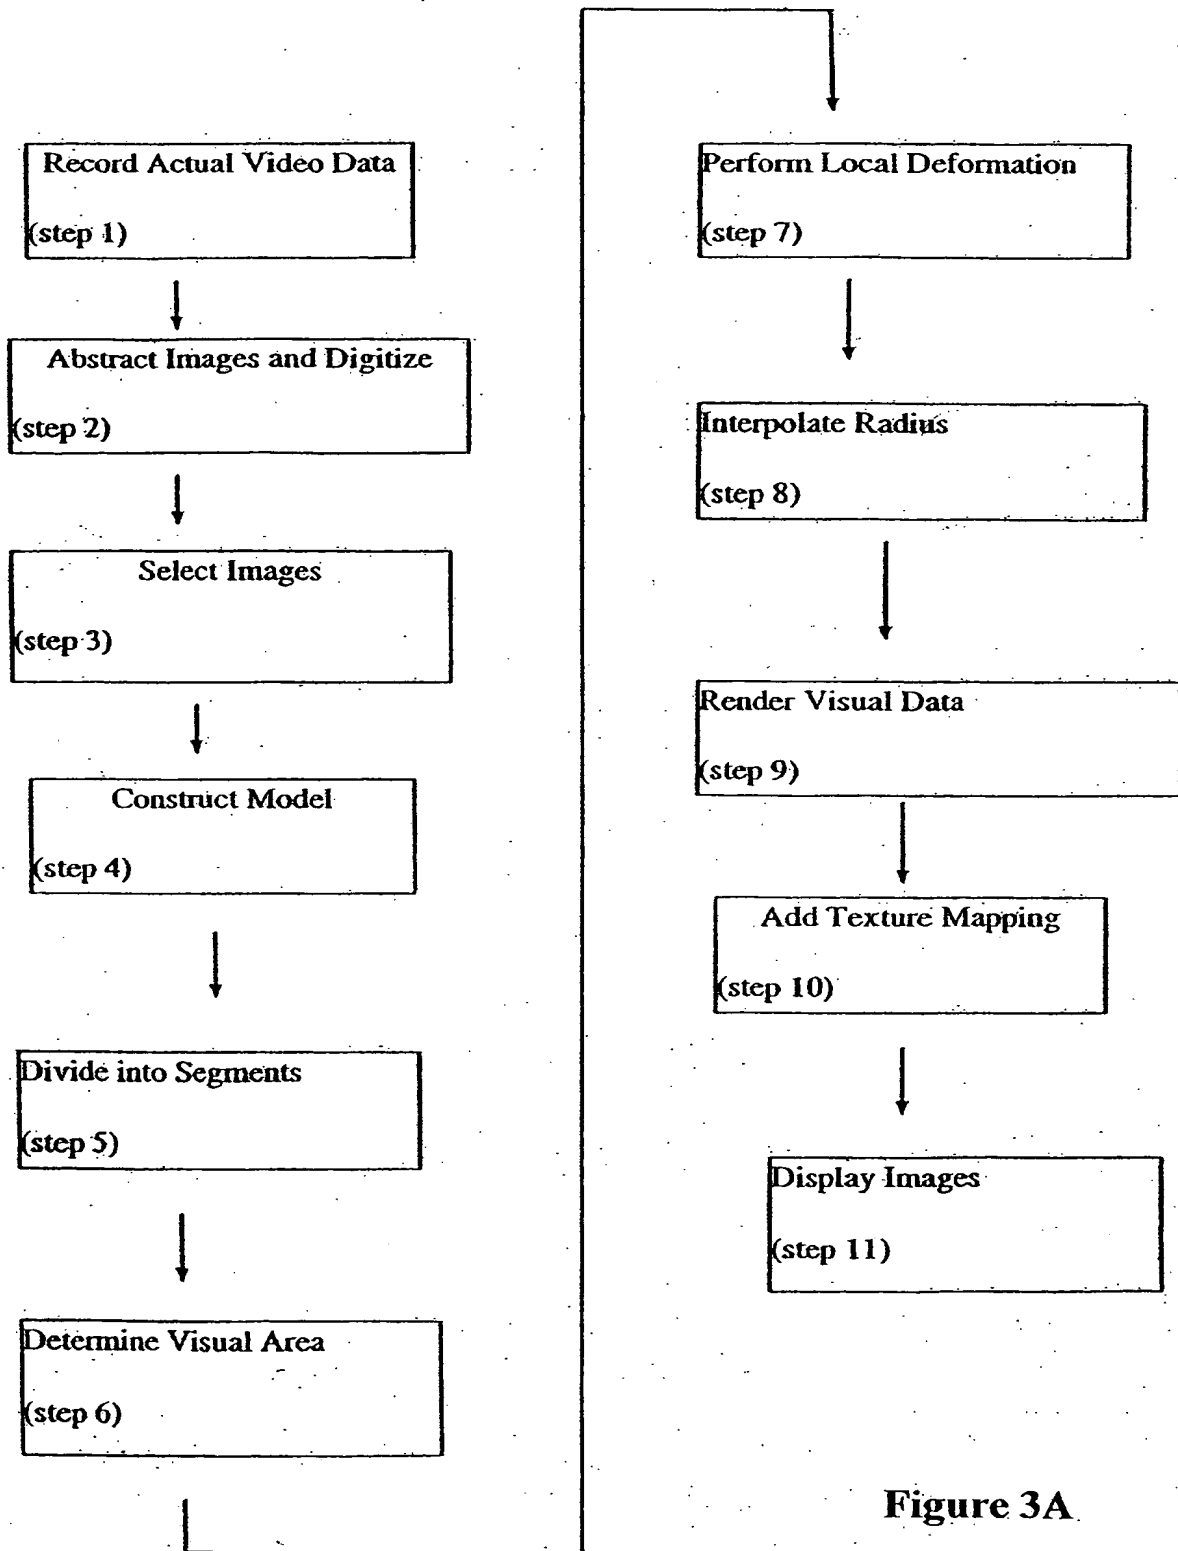 Record Actual Video Data
(step 1)
Abstract Images and Digitize
(step 2)
Select Images
(step 3)
Construct Model
(step 4)
Divide into Segments
(step 5)
Determine Visual Area
(step 6)
Perform Local Deformation
(step 7)
Interpolate Radius
(step 8)
Render Visual Data
(step 9)
Add Texture Mapping
(step 10)
Display Images
(step 11)
Figure 3A